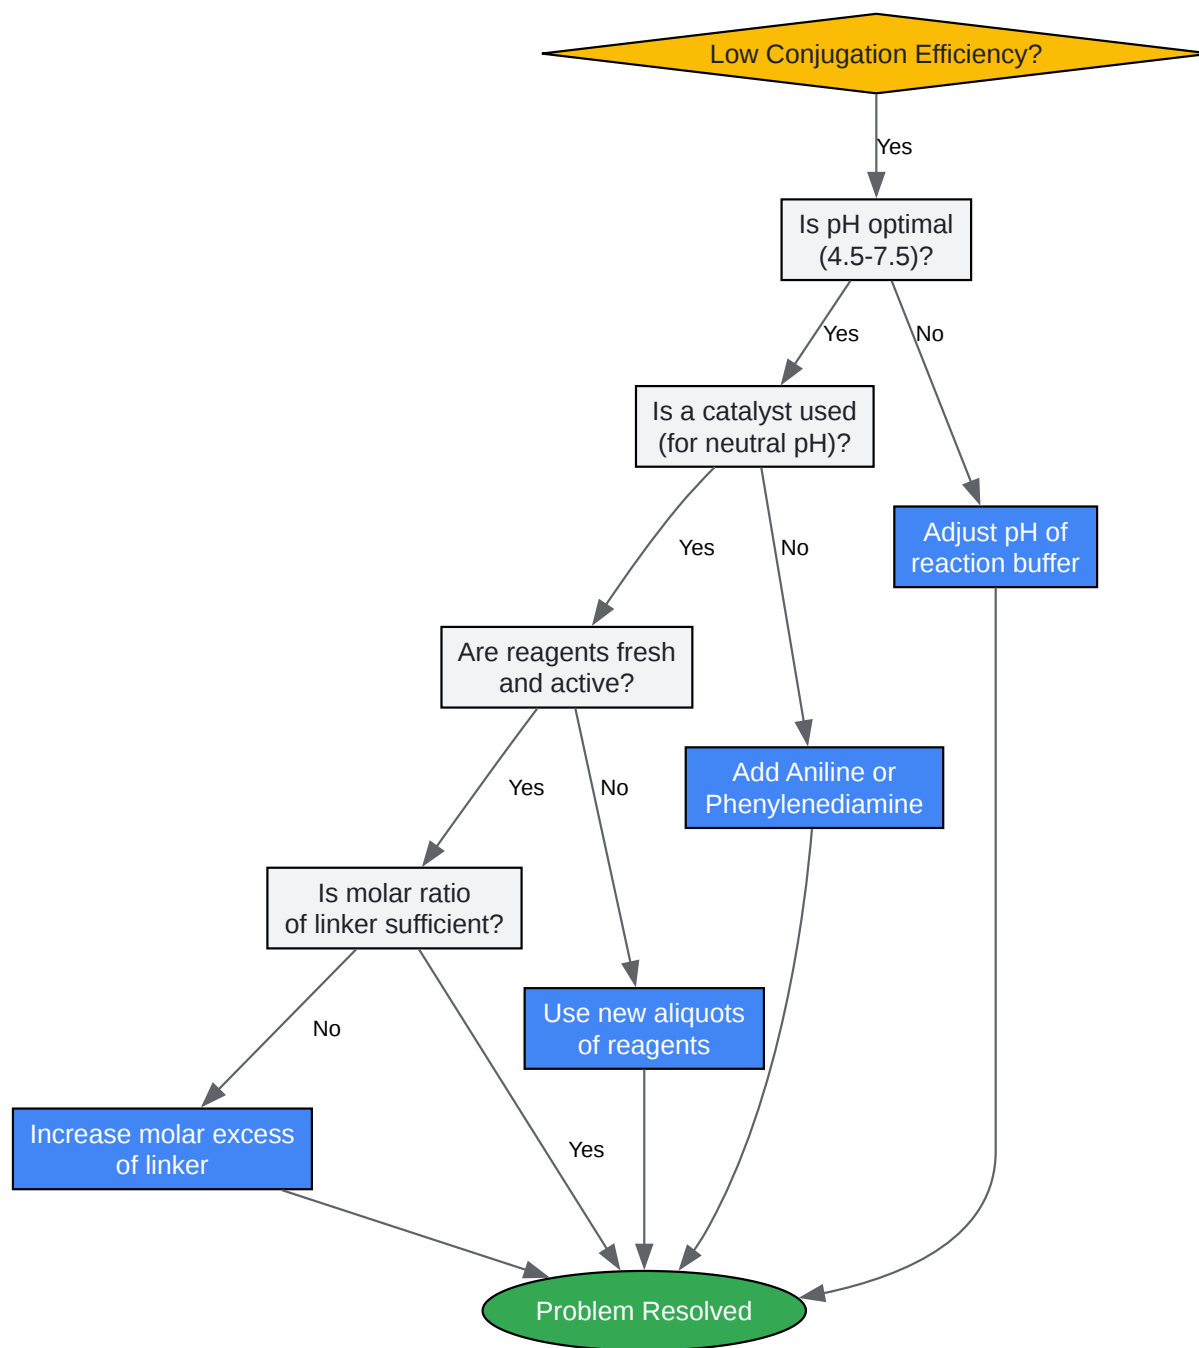 Low Conjugation Efficiency?
Yes
Is pH optimal
(4.5-7.5)?
Yes
No
Is a catalyst used
(for neutral pH)?
Adjust pH of
reaction buffer
Yes
No
Are reagents fresh
and active?
Add Aniline or
Phenylenediamine
Yes
No
Is molar ratio
of linker sufficient?
Use new aliquots
of reagents
No
Increase molar excess
of linker
Yes
Problem Resolved